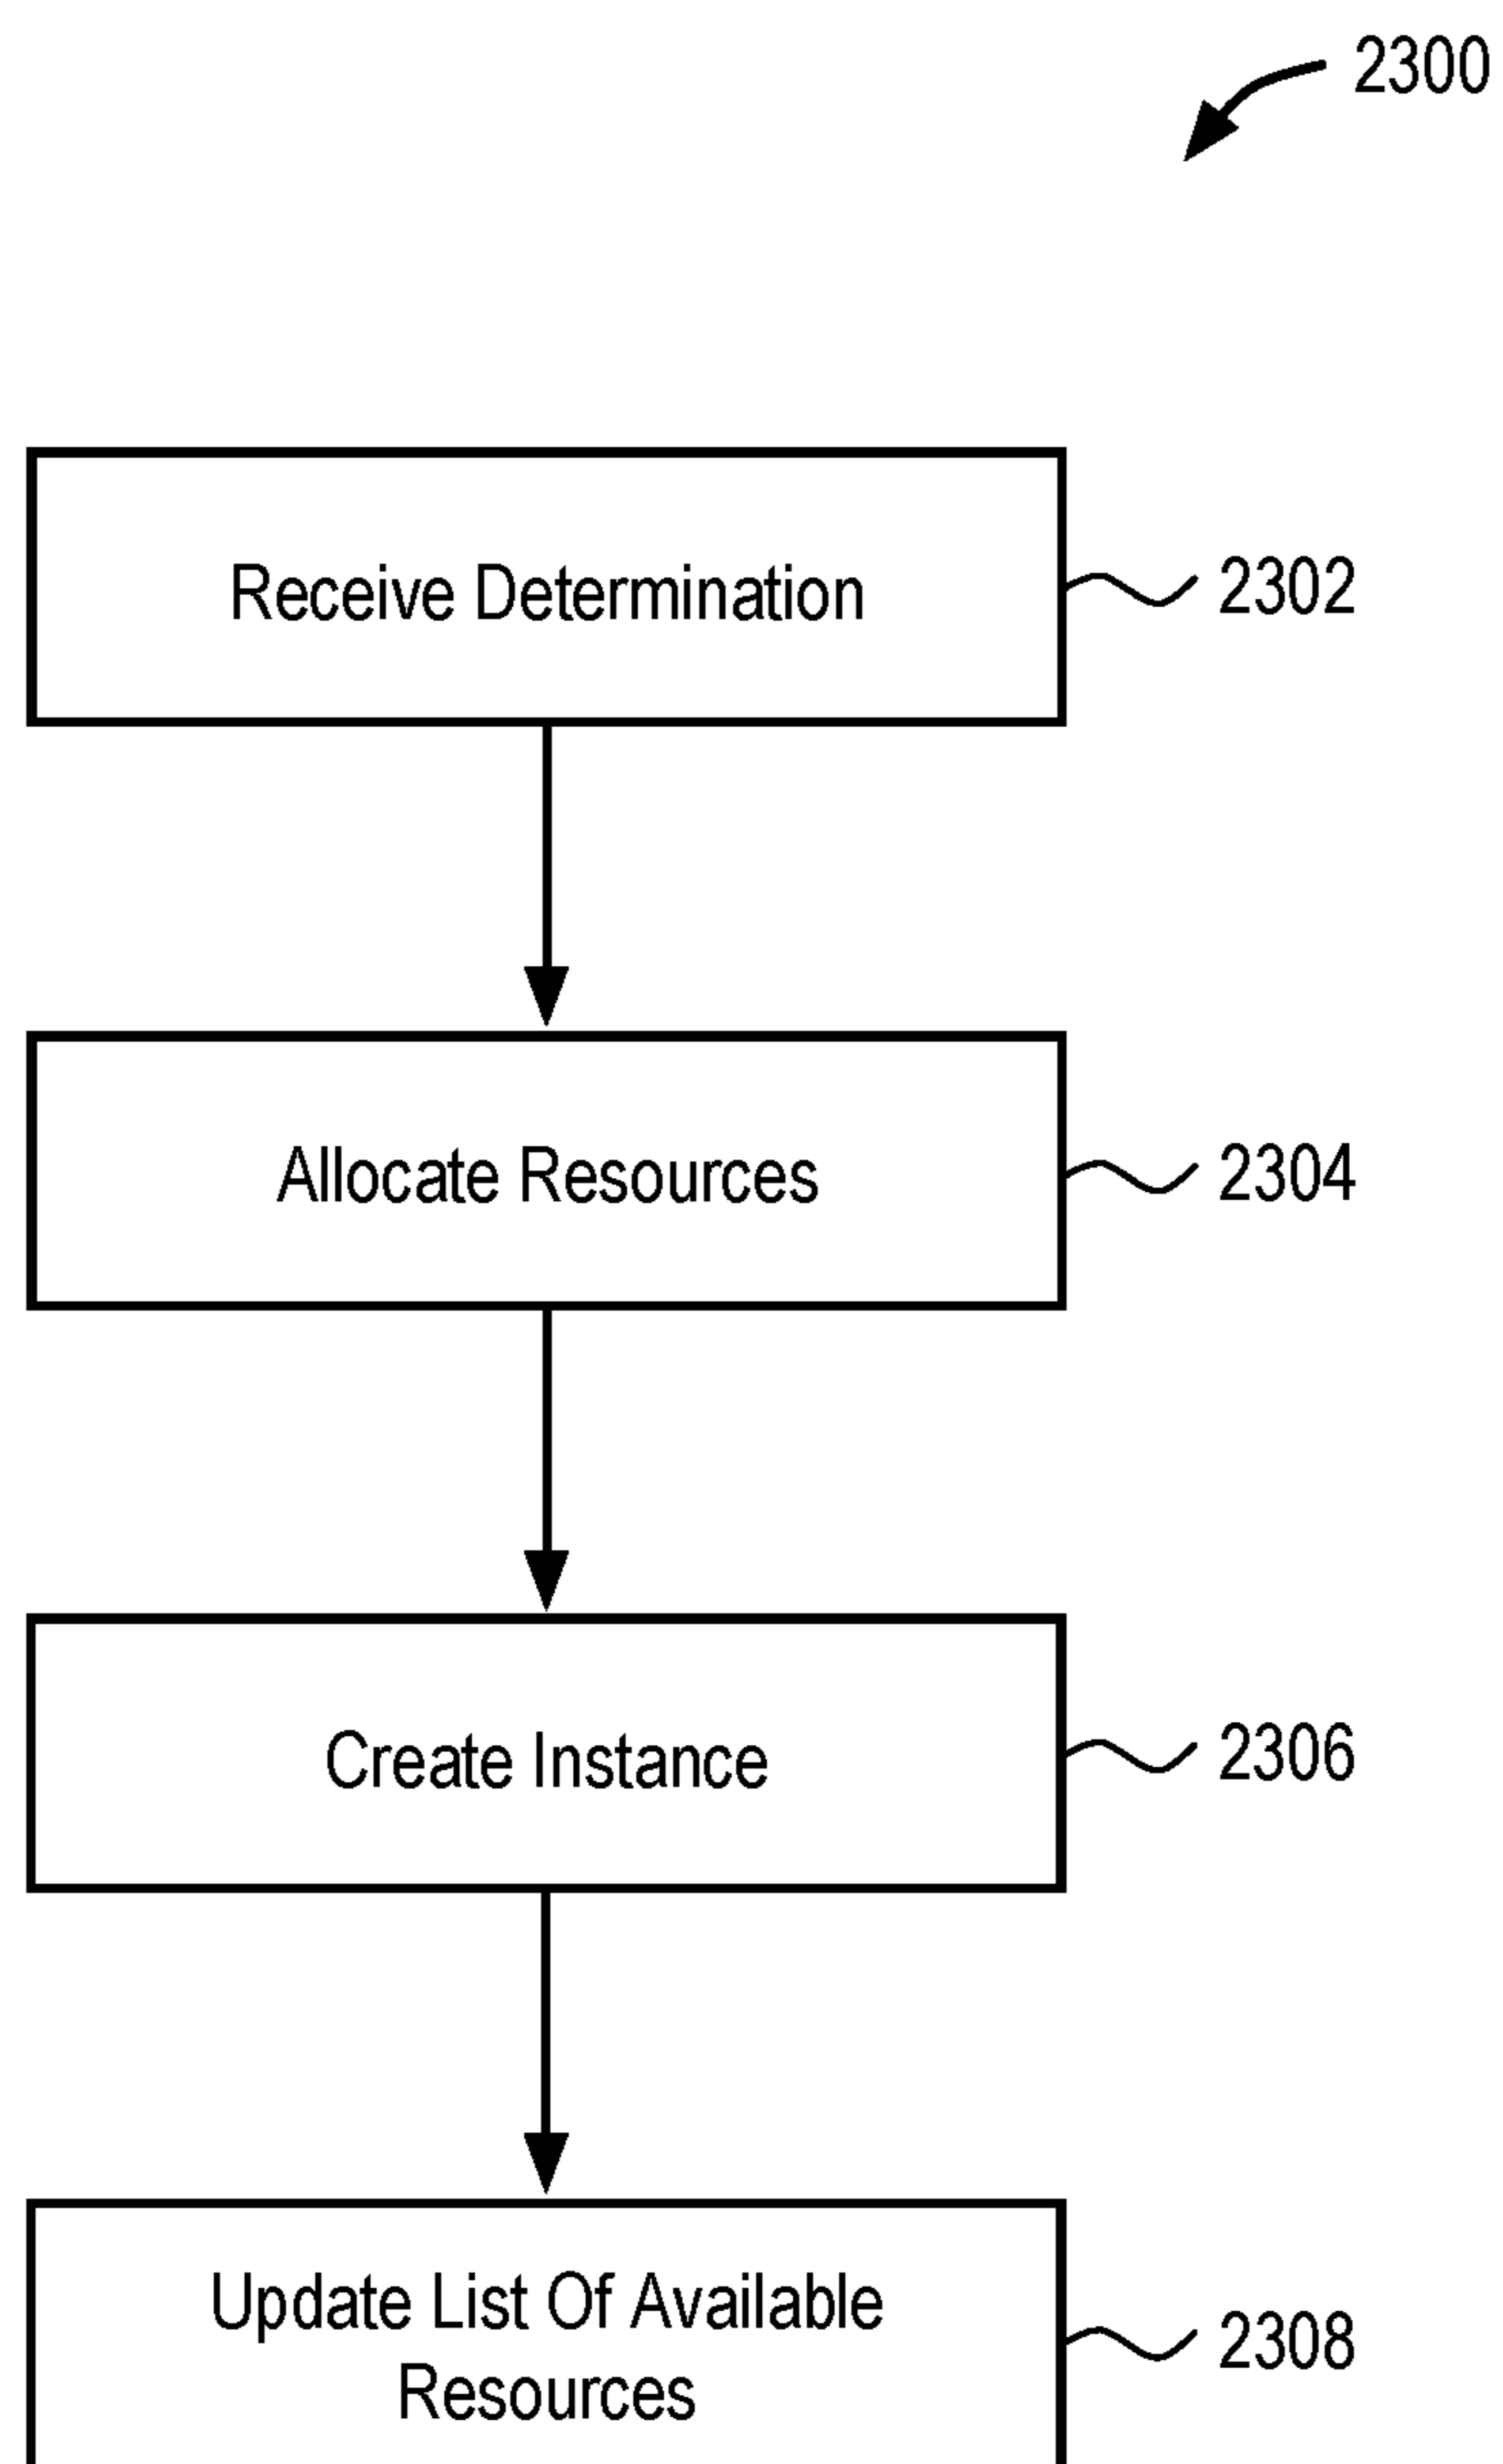 2300
Receive Determination
2302
Allocate Resources
2304
Create Instance
2306
Update List Of Available
Resources
2308